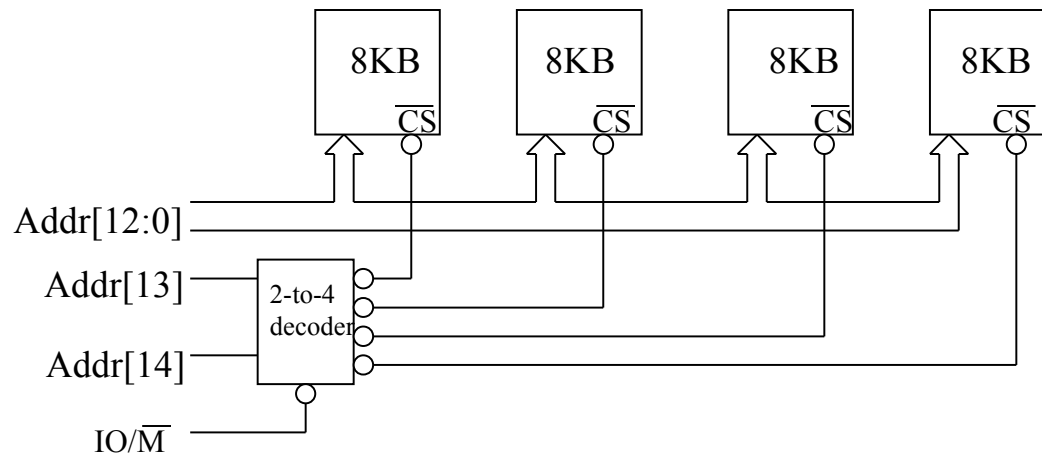 8KB
CS̅
8KB
CS̅
8KB
CS̅
8KB
CS̅
Addr[12:0]
Addr[13]
Addr[14]
2-to-4
decoder
IO/M̅